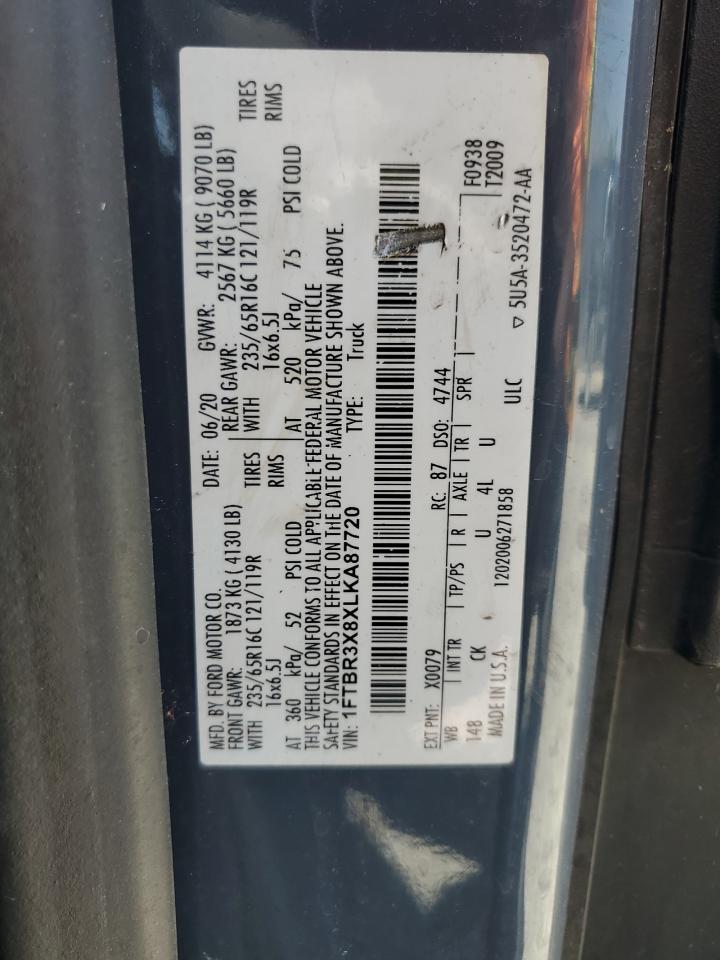 MFD. BY FORD MOTOR CO.
DATE: 06/20 GVWR: 4114 KG ( 9070 LB)
FRONT GAWR: 1873 KG ( 4130 LB) REAR GAWR: 2567 KG ( 5660 LB)
WITH 235/65R16C 121/119R TIRES WITH 235/65R16C 121/119R TIRES
16x6.5J RIMS 16x6.5J RIMS
AT 360 kPa/ 52 PSI COLD AT 520 kPa/ 75 PSI COLD
THIS VEHICLE CONFORMS TO ALL APPLICABLE FEDERAL MOTOR VEHICLE
SAFETY STANDARDS IN EFFECT ON THE DATE OF MANUFACTURE SHOWN ABOVE.
VIN: 1FTBR3X8XLKA87720 TYPE: Truck
EXT PNT: X0079 RC: 87 DSO: 4744 F0938
WB INT TR TP/PS R AXLE TR SPR T2009
148 CK U 4L U
MADE IN U.S.A. 1202006271858 ULC ▽ 5U5A-3520472-AA